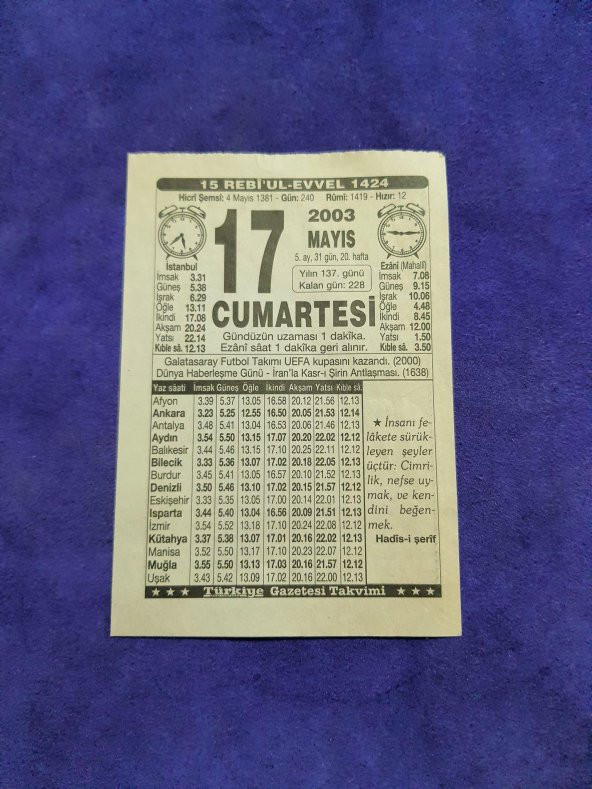 15 REBİ'UL-EVVEL 1424
Hicrî Şemsî: 4 Mayıs 1381 - Gün: 240 Rûmî: 1419 - Hızır: 12
17
2003
MAYIS
5. ay, 31 gün, 20. hafta
Yılın 137. günü
Kalan gün: 228
İstanbul
İmsak 3.31
Güneş 5.38
İşrak 6.29
Öğle 13.11
İkindi 17.08
Akşam 20.24
Yatsı 22.14
Kıble sâ. 12.13
Ezânî (Mahallî)
İmsak 7.08
Güneş 9.15
İşrak 10.06
Öğle 4.48
İkindi 8.45
Akşam 12.00
Yatsı 1.50
Kıble sâ. 3.50
CUMARTESİ
Gündüzün uzaması 1 dakîka.
Ezânî sâat 1 dakîka geri alınır.
Galatasaray Futbol Takımı UEFA kupasını kazandı. (2000)
Dünya Haberleşme Günü - İran'la Kasr-ı Şirin Antlaşması. (1638)
Yaz sâati İmsak Güneş Öğle İkindi Akşam Yatsı Kıble sâ.
Afyon 3.39 5.37 13.05 16.58 20.12 21.56 12.13
Ankara 3.23 5.25 12.55 16.50 20.05 21.53 12.14
Antalya 3.48 5.41 13.04 16.53 20.06 21.46 12.13
Aydın 3.54 5.50 13.15 17.07 20.20 22.02 12.12
Balıkesir 3.44 5.46 13.15 17.10 20.25 22.11 12.12
Bilecik 3.33 5.36 13.07 17.02 20.18 22.05 12.13
Burdur 3.45 5.41 13.05 16.57 20.10 21.52 12.13
Denizli 3.50 5.46 13.10 17.02 20.15 21.57 12.12
Eskişehir 3.33 5.35 13.05 17.00 20.14 22.01 12.13
Isparta 3.44 5.40 13.04 16.56 20.09 21.51 12.13
İzmir 3.54 5.52 13.18 17.10 20.24 22.08 12.12
Kütahya 3.37 5.38 13.07 17.01 20.16 22.02 12.13
Manisa 3.52 5.50 13.17 17.10 20.23 22.07 12.12
Muğla 3.55 5.50 13.13 17.03 20.16 21.57 12.12
Uşak 3.43 5.42 13.09 17.02 20.16 22.00 12.13
★ İnsanı fe-
lâkete sürük-
leyen şeyler
üçtür: Cimri-
lik, nefse uy-
mak, ve ken-
dini beğen-
mek.
Hadîs-i şerîf
★ ★ ★ Türkiye Gazetesi Takvimi ★ ★ ★